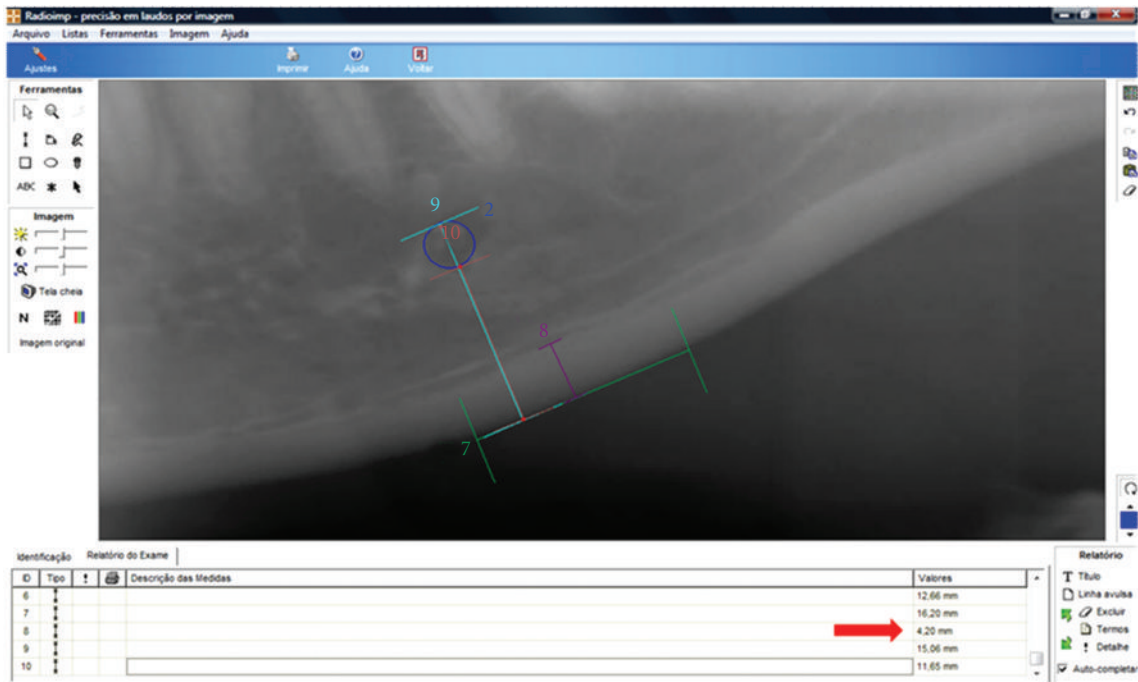 Radioimp - precisão em laudos por imagem
Arquivo Listas Ferramentas Imagem Ajuda
Ajustes Imprimir Ajuda Voltar
Ferramentas
ABC
Imagem
Tela cheia
N
Imagem original
9
2
10
8
7
Identificação Relatório do Exame
ID Tipo ! Descrição das Medidas Valores
6 12,66 mm
7 16,20 mm
8 4,20 mm
9 15,06 mm
10 11,65 mm
Relatório
T Título
Linha avulsa
Excluir
Termos
! Detalhe
Auto-completar